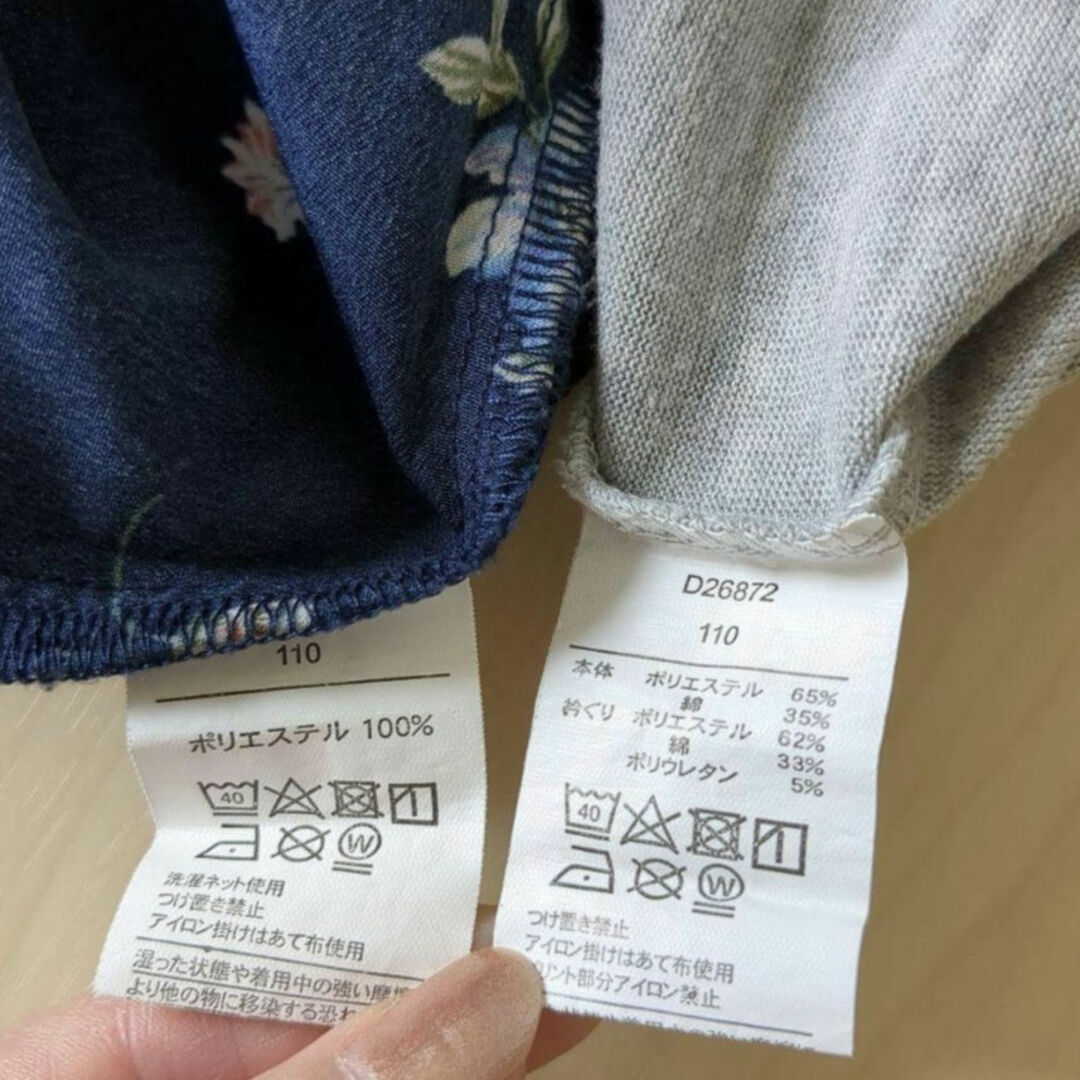 110
ポリエステル 100%
40
W
洗濯ネット使用
つけ置き禁止
アイロン掛けはあて布使用
湿った状態や着用中の強い摩
より他の物に移染する恐れ
D26872
110
本体 ポリエステル 65%
綿 35%
衿ぐり ポリエステル 62%
綿 33%
ポリウレタン 5%
40
W
つけ置き禁止
アイロン掛けはあて布使用
リント部分アイロン禁止